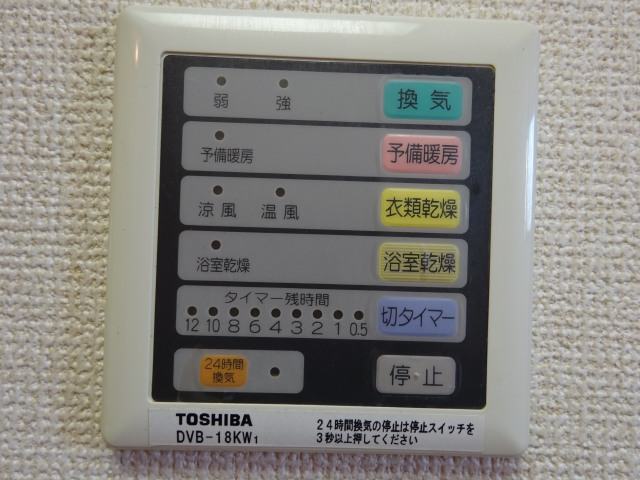 弱 強 換気
予備暖房 予備暖房
涼風 温風 衣類乾燥
浴室乾燥 浴室乾燥
タイマー残時間
12 10 8 6 4 3 2 1 0.5 切タイマー
24時間
換気
停止
TOSHIBA
DVB-18KW1
24時間換気の停止は停止スイッチを
3秒以上押してください